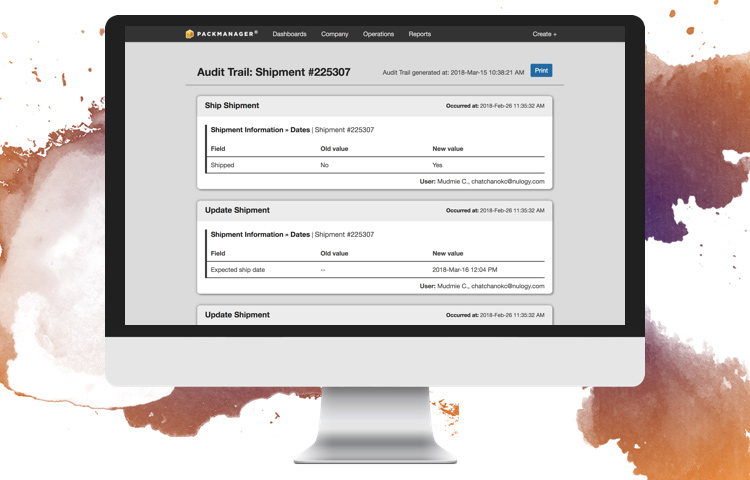 PACKMANAGER® Dashboards Company Operations Reports Create +
Audit Trail: Shipment #225307 Audit Trail generated at: 2018-Mar-15 10:38:21 AM Print
Ship Shipment Occurred at: 2018-Feb-26 11:35:32 AM
Shipment Information » Dates | Shipment #225307
Field Old value New value
Shipped No Yes
User: Mudmie C., chatchanokc@nulogy.com
Update Shipment Occurred at: 2018-Feb-26 11:35:32 AM
Shipment Information » Dates | Shipment #225307
Field Old value New value
Expected ship date -- 2018-Mar-16 12:04 PM
User: Mudmie C., chatchanokc@nulogy.com
Update Shipment Occurred at: 2018-Feb-26 11:35:32 AM